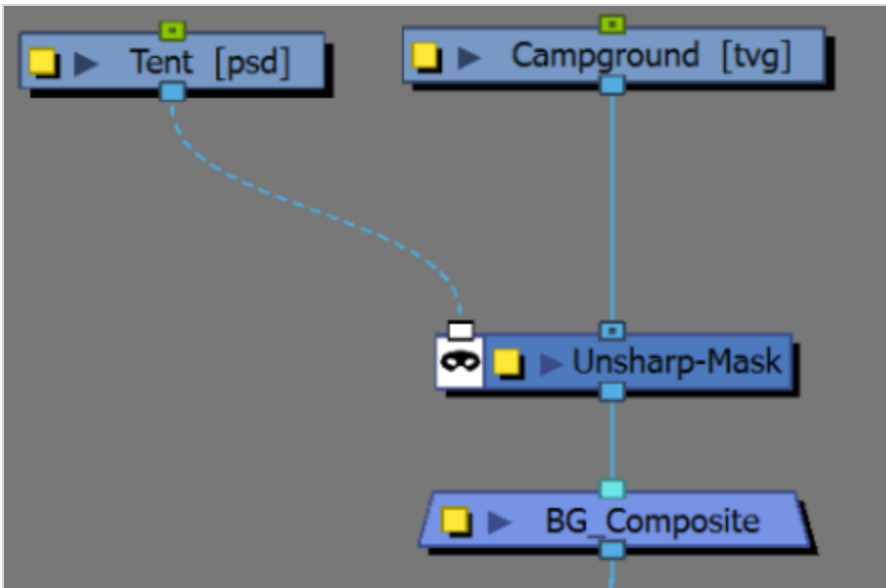 Tent [psd]
Campground [tvg]
Unsharp-Mask
BG_Composite